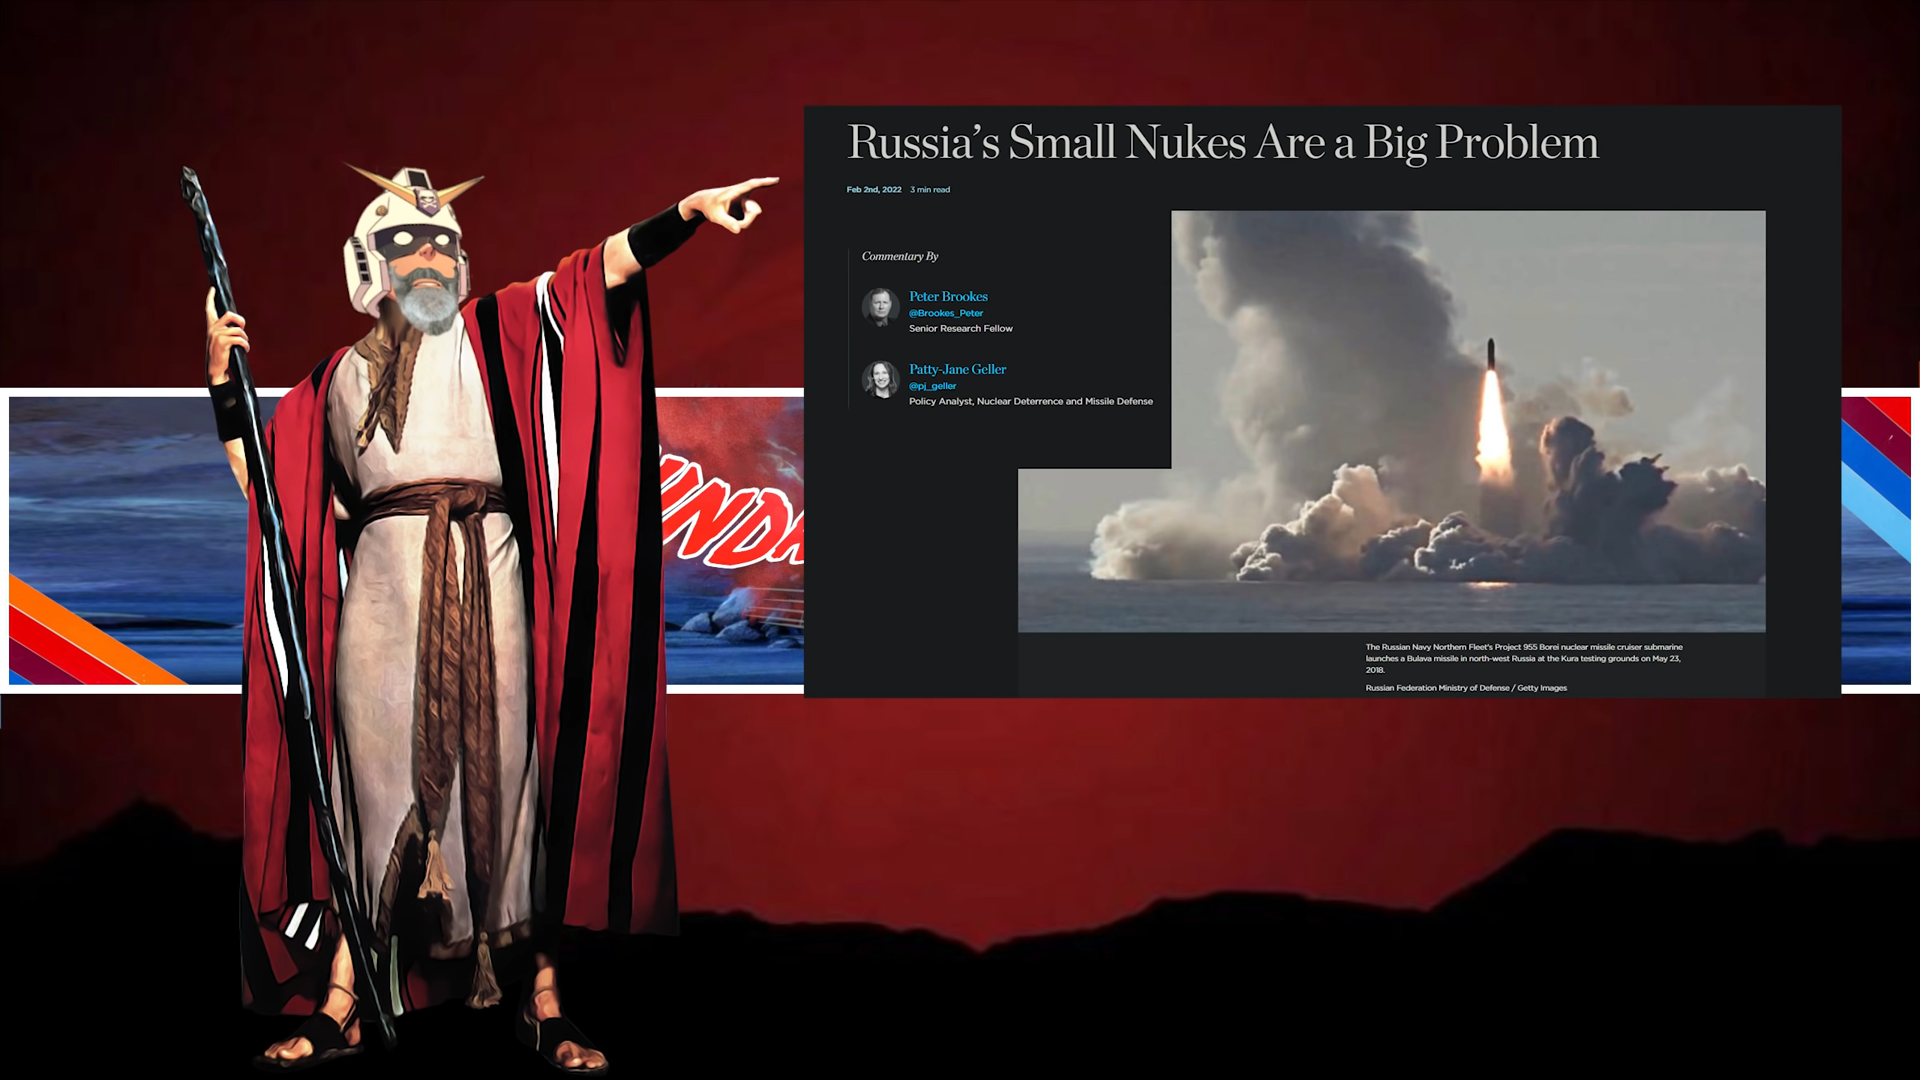 Russia's Small Nukes Are a Big Problem
Feb 2nd, 2022 3 min read
Commentary By
Peter Brookes
@Brookes_Peter
Senior Research Fellow
Patty-Jane Geller
@pj_geller
Policy Analyst, Nuclear Deterrence and Missile Defense
The Russian Navy Northern Fleet's Project 955 Borei nuclear missile cruiser submarine
launches a Bulava missile in north-west Russia at the Kura testing grounds on May 23,
2018.
Russian Federation Ministry of Defense / Getty Images